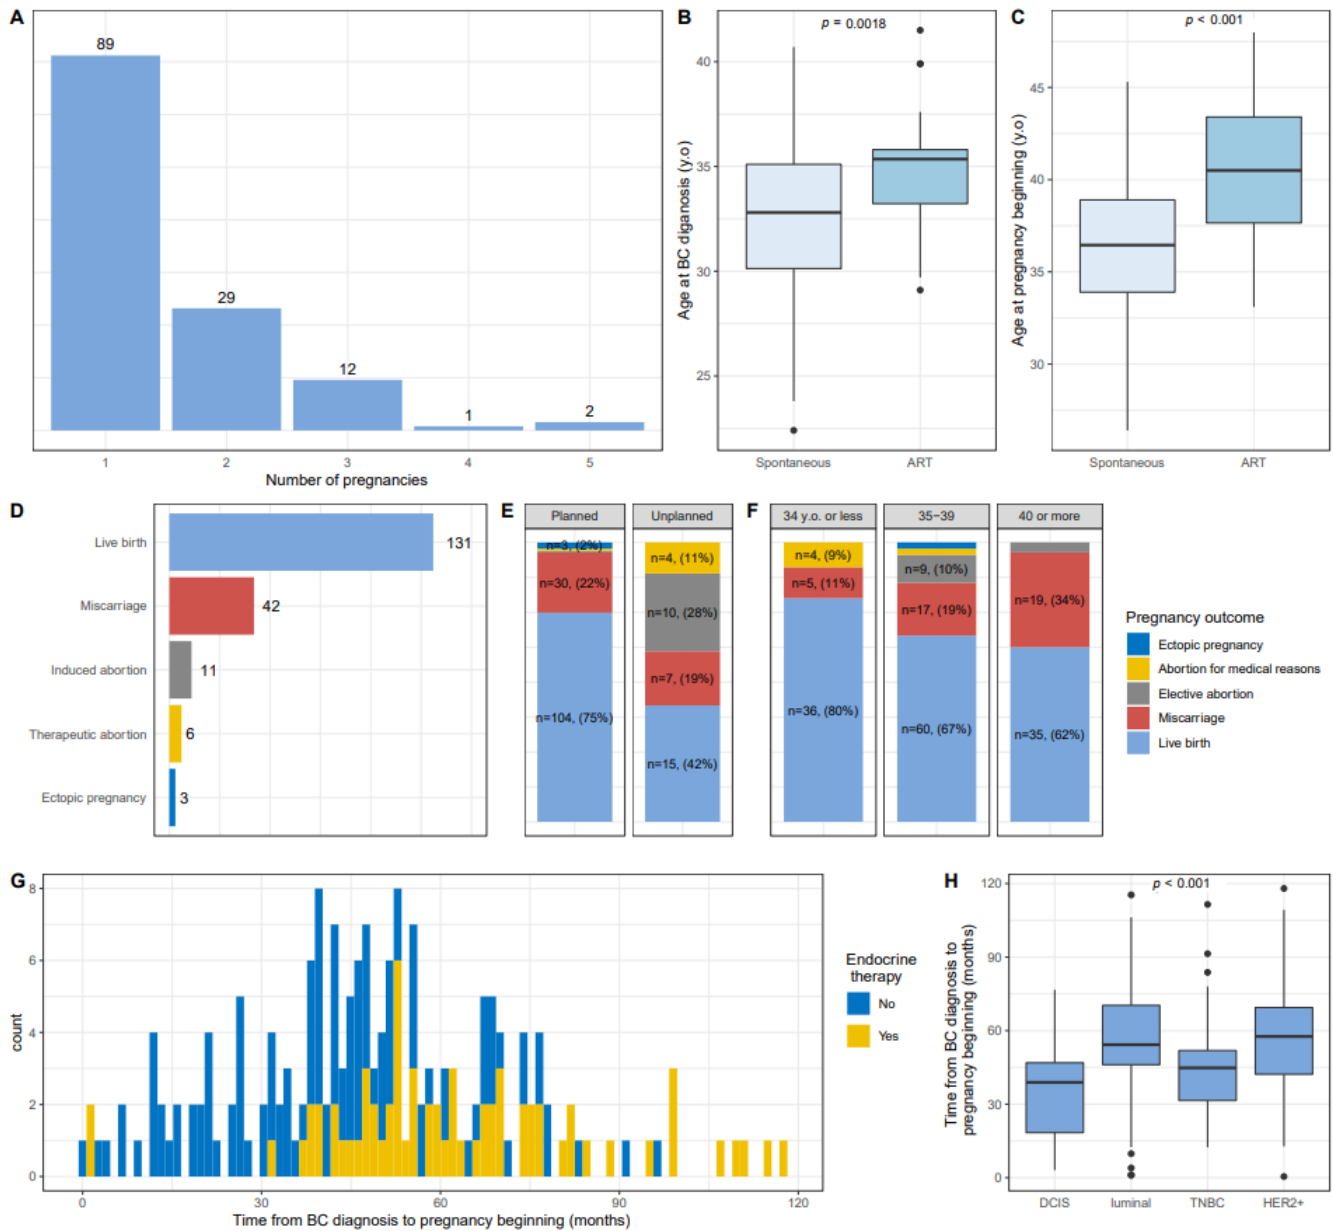 A
89
29
12
1
2
1
2
3
4
5
Number of pregnancies
B
p = 0.0018
40
35
30
25
Age at BC diganosis (y.o)
Spontaneous
ART
C
p < 0.001
45
40
35
30
Age at pregnancy beginning (y.o)
Spontaneous
ART
D
Live birth
131
Miscarriage
42
Induced abortion
11
Therapeutic abortion
6
Ectopic pregnancy
3
E
Planned
Unplanned
n=3, (2%)
n=30, (22%)
n=104, (75%)
n=4, (11%)
n=10, (28%)
n=7, (19%)
n=15, (42%)
F
34 y.o. or less
35−39
40 or more
n=4, (9%)
n=5, (11%)
n=36, (80%)
n=9, (10%)
n=17, (19%)
n=60, (67%)
n=19, (34%)
n=35, (62%)
Pregnancy outcome
Ectopic pregnancy
Abortion for medical reasons
Elective abortion
Miscarriage
Live birth
G
8
6
4
2
0
count
0
30
60
90
120
Time from BC diagnosis to pregnancy beginning (months)
Endocrine
therapy
No
Yes
H
p < 0.001
120
90
60
30
0
Time from BC diagnosis to
pregnancy beginning (months)
DCIS
luminal
TNBC
HER2+